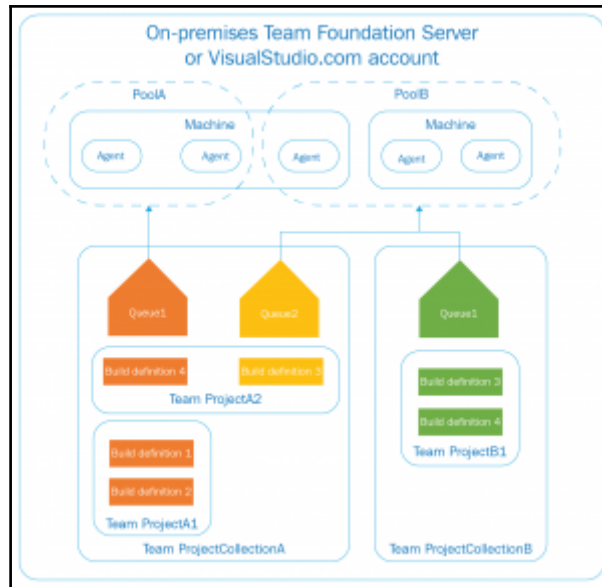 On-premises Team Foundation Server
or VisualStudio.com account
PoolA
PoolB
Machine
Machine
Agent
Agent
Agent
Agent
Agent
Queue1
Queue2
Queue1
Build definition 4
Build definition 3
Team ProjectA2
Build definition 3
Build definition 4
Team ProjectB1
Build definition 1
Build definition 2
Team ProjectA1
Team ProjectCollectionA
Team ProjectCollectionB